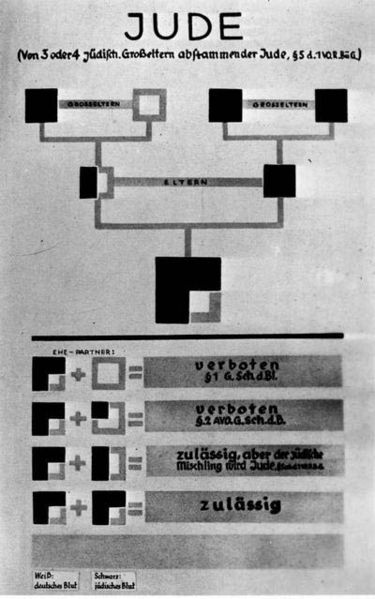 JUDE
(Von 3 oder 4 jüdisch. Großeltern abstammender Jude, § 5 d. 1 VO.R.Bü G.)
GROSSELTERN
GROSSELTERN
ELTERN
EHE-PARTNER:
+ =
verboten
§ 1 G. Sch.d.Bl.
+ =
verboten
§ 2 AVO. G. Sch. d. B.
+ =
zulässig, aber der jüdische
Mischling wird Jude,
+ =
zulässig
Weiß:
deutsches Blut
Schwarz:
jüdisches Blut